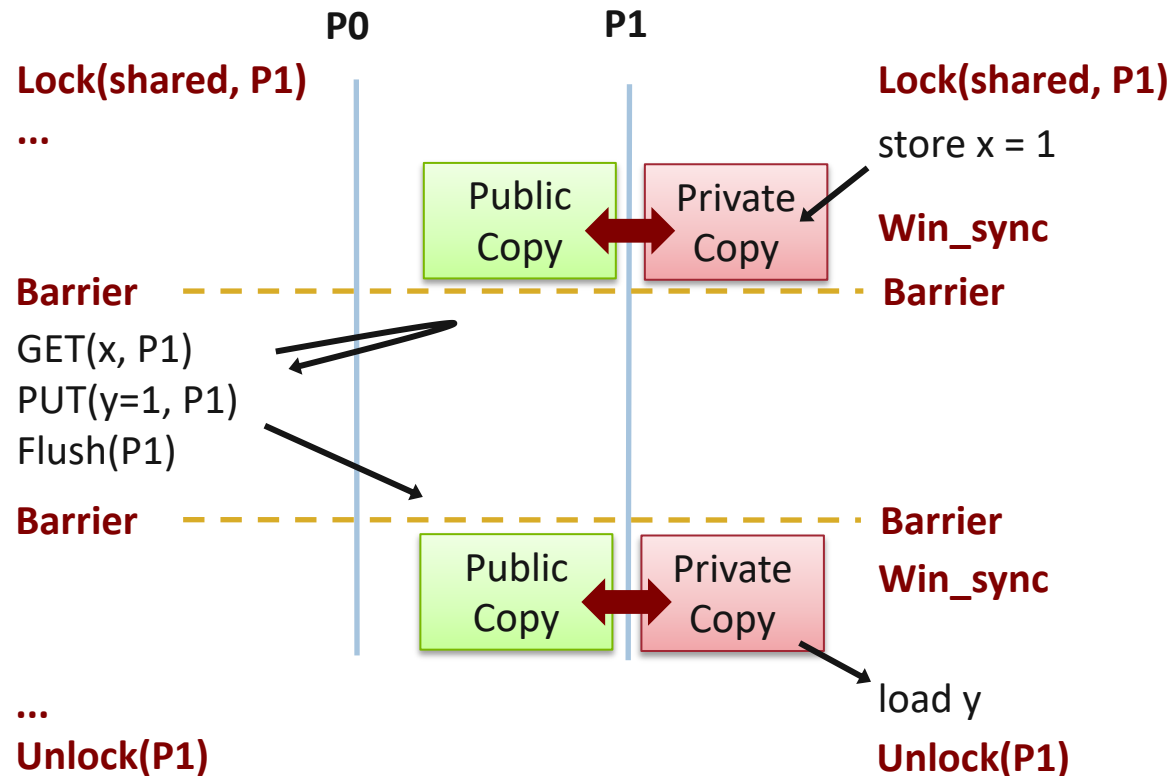 P0
P1
Lock(shared, P1)
...
Lock(shared, P1)
store x = 1
Public
Copy
Private
Copy
Win_sync
Barrier
Barrier
GET(x, P1)
PUT(y=1, P1)
Flush(P1)
Barrier
Barrier
Public
Copy
Private
Copy
Win_sync
load y
...
Unlock(P1)
Unlock(P1)